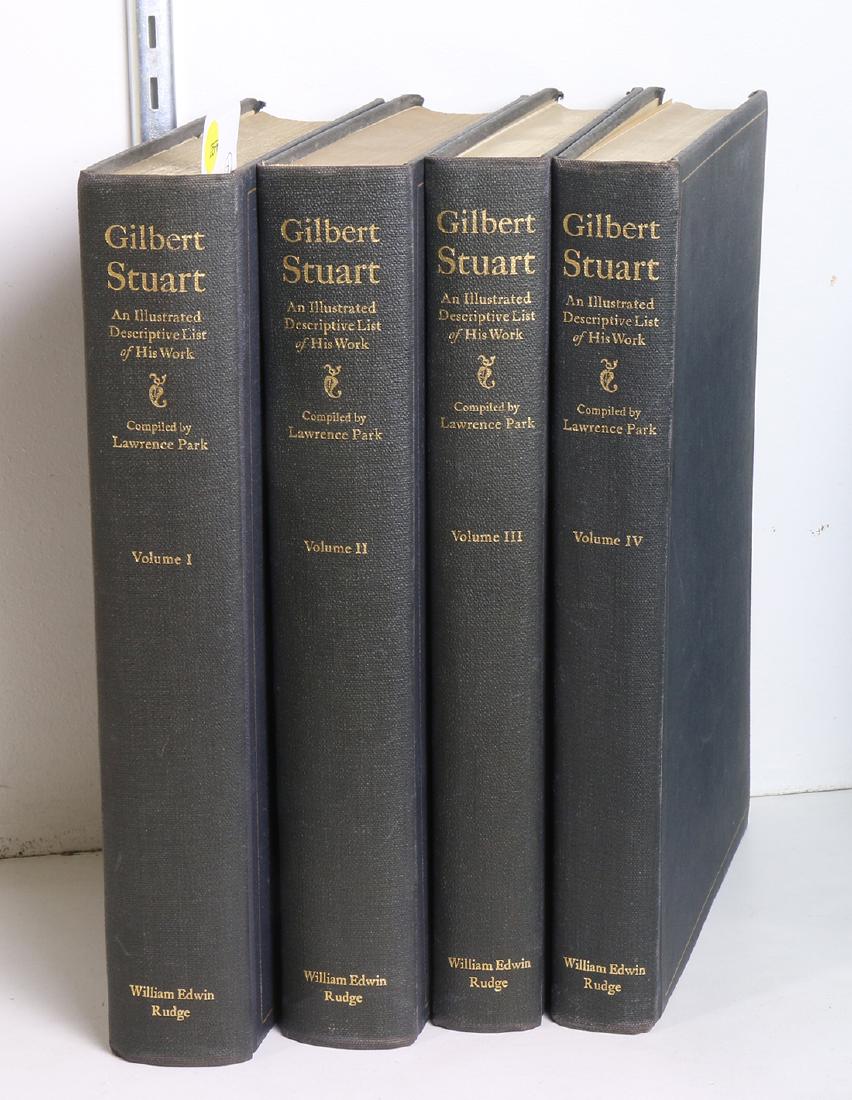 Gilbert
Stuart
An Illustrated
Descriptive List
of His Work
Compiled by
Lawrence Park
Volume I
William Edwin
Rudge
Gilbert
Stuart
An Illustrated
Descriptive List
of His Work
Compiled by
Lawrence Park
Volume II
William Edwin
Rudge
Gilbert
Stuart
An Illustrated
Descriptive List
of His Work
Compiled by
Lawrence Park
Volume III
William Edwin
Rudge
Gilbert
Stuart
An Illustrated
Descriptive List
of His Work
Compiled by
Lawrence Park
Volume IV
William Edwin
Rudge